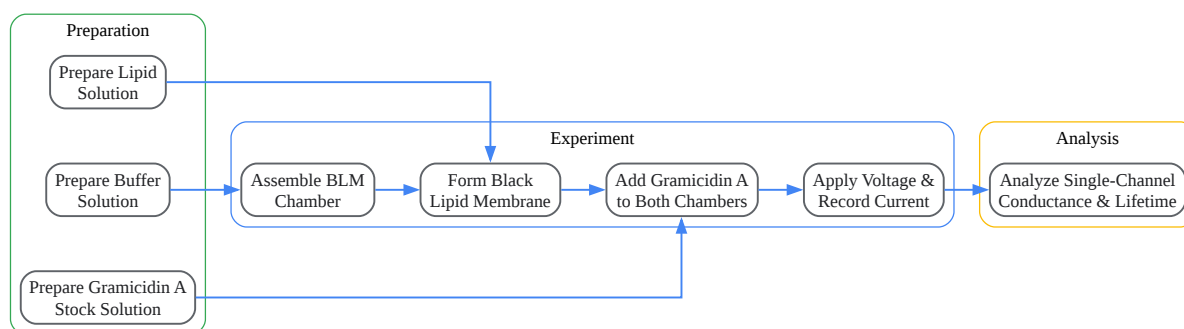 Preparation
Prepare Lipid
Solution
Prepare Buffer
Solution
Prepare Gramicidin A
Stock Solution
Experiment
Assemble BLM
Chamber
Form Black
Lipid Membrane
Add Gramicidin A
to Both Chambers
Apply Voltage &
Record Current
Analysis
Analyze Single-Channel
Conductance & Lifetime